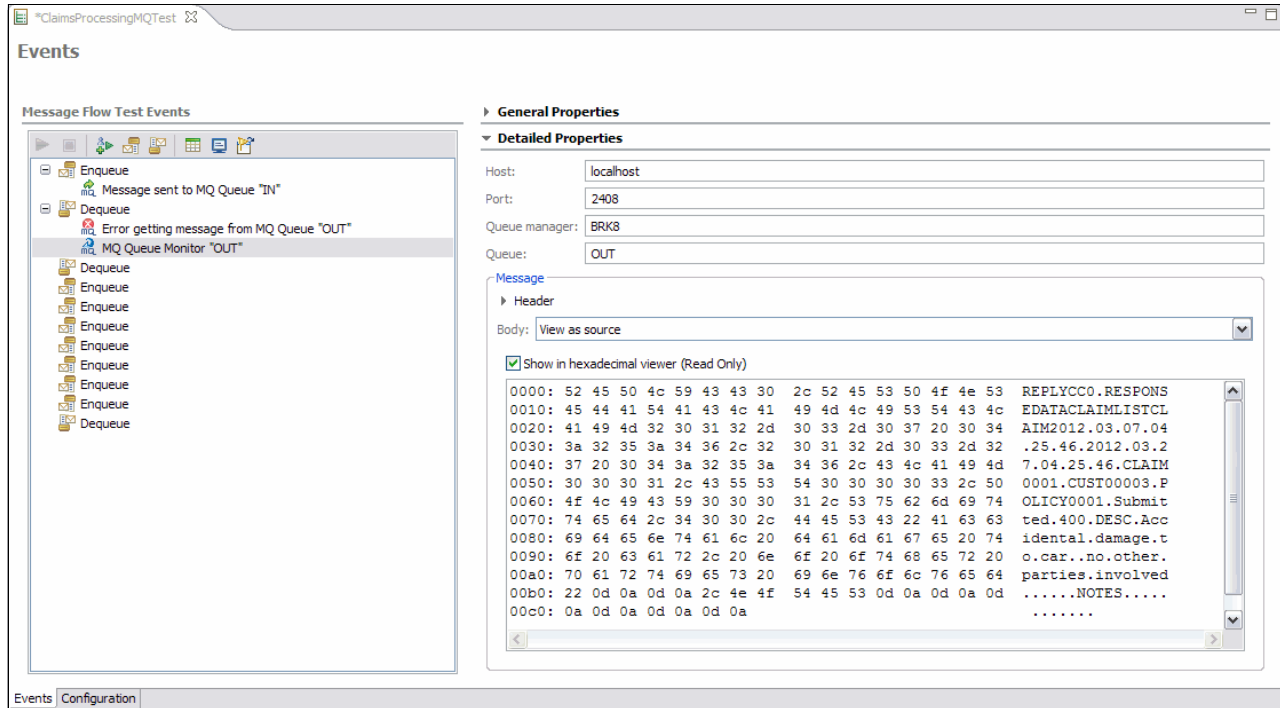 *ClaimsProcessingMQTest
Events
Message Flow Test Events
Enqueue
Message sent to MQ Queue "IN"
Dequeue
Error getting message from MQ Queue "OUT"
MQ Queue Monitor "OUT"
Dequeue
Enqueue
Enqueue
Enqueue
Enqueue
Enqueue
Enqueue
Enqueue
Dequeue
General Properties
Detailed Properties
Host: localhost
Port: 2408
Queue manager: BRK8
Queue: OUT
Message
Header
Body: View as source
Show in hexadecimal viewer (Read Only)
0000: 52 45 50 4c 59 43 43 30 2c 52 45 53 50 4f 4e 53 REPLYCC0.RESPONS
0010: 45 44 41 54 41 43 4c 41 49 4d 4c 49 53 54 43 4c EDATACLAIMLISTCL
0020: 41 49 4d 32 30 31 32 2d 30 33 2d 30 37 20 30 34 AIM2012.03.07.04
0030: 3a 32 35 3a 34 36 2c 32 30 31 32 2d 30 33 2d 32 .25.46.2012.03.2
0040: 37 20 30 34 3a 32 35 3a 34 36 2c 43 4c 41 49 4d 7.04.25.46.CLAIM
0050: 30 30 30 31 2c 43 55 53 54 30 30 30 30 33 2c 50 0001.CUST00003.P
0060: 4f 4c 49 43 59 30 30 30 31 2c 53 75 62 6d 69 74 OLICY0001.Submit
0070: 74 65 64 2c 34 30 30 2c 44 45 53 43 22 41 63 63 ted.400.DESC.Acc
0080: 69 64 65 6e 74 61 6c 20 64 61 6d 61 67 65 20 74 idental.damage.t
0090: 6f 20 63 61 72 2c 20 6e 6f 20 6f 74 68 65 72 20 o.car..no.other.
00a0: 70 61 72 74 69 65 73 20 69 6e 76 6f 6c 76 65 64 parties.involved
00b0: 22 0d 0a 0d 0a 2c 4e 4f 54 45 53 0d 0a 0d 0a 0d ......NOTES.....
00c0: 0a 0d 0a 0d 0a 0d 0a .......
Events Configuration